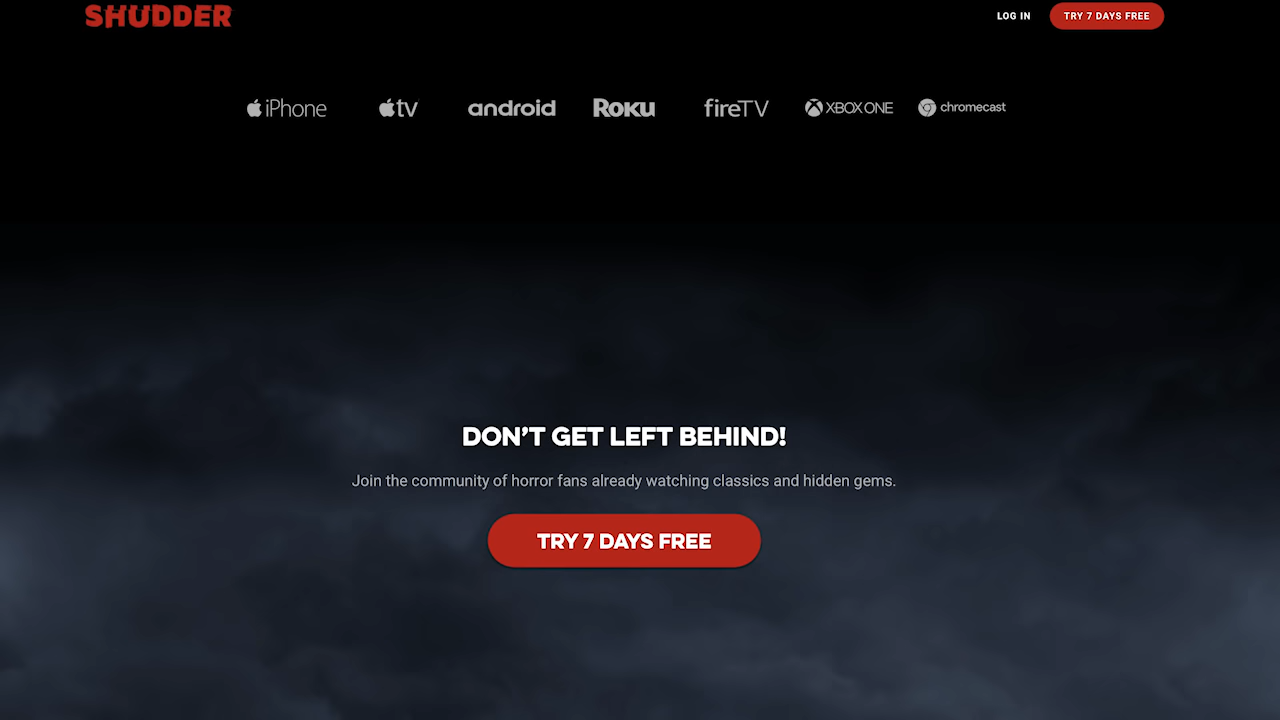 SHUDDER LOG IN TRY 7 DAYS FREE
iPhone tv android ROKU fireTV XBOX ONE chromecast
DON'T GET LEFT BEHIND!
Join the community of horror fans already watching classics and hidden gems.
TRY 7 DAYS FREE